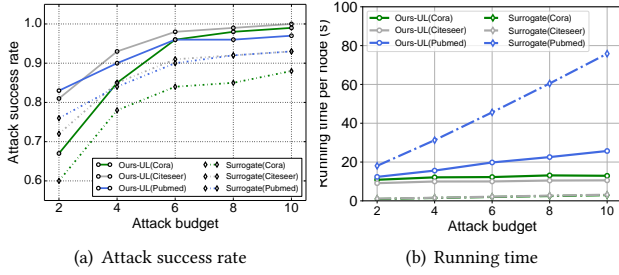 1.0
0.9
0.8
0.7
0.6
Attack success rate
Ours-UL(Cora)
Ours-UL(Citeseer)
Ours-UL(Pubmed)
Surrogate(Cora)
Surrogate(Citeseer)
Surrogate(Pubmed)
2 4 6 8 10
Attack budget
(a) Attack success rate
Ours-UL(Cora)
Ours-UL(Citeseer)
Ours-UL(Pubmed)
Surrogate(Cora)
Surrogate(Citeseer)
Surrogate(Pubmed)
100
80
60
40
20
0
Running time per node (s)
2 4 6 8 10
Attack budget
(b) Running time